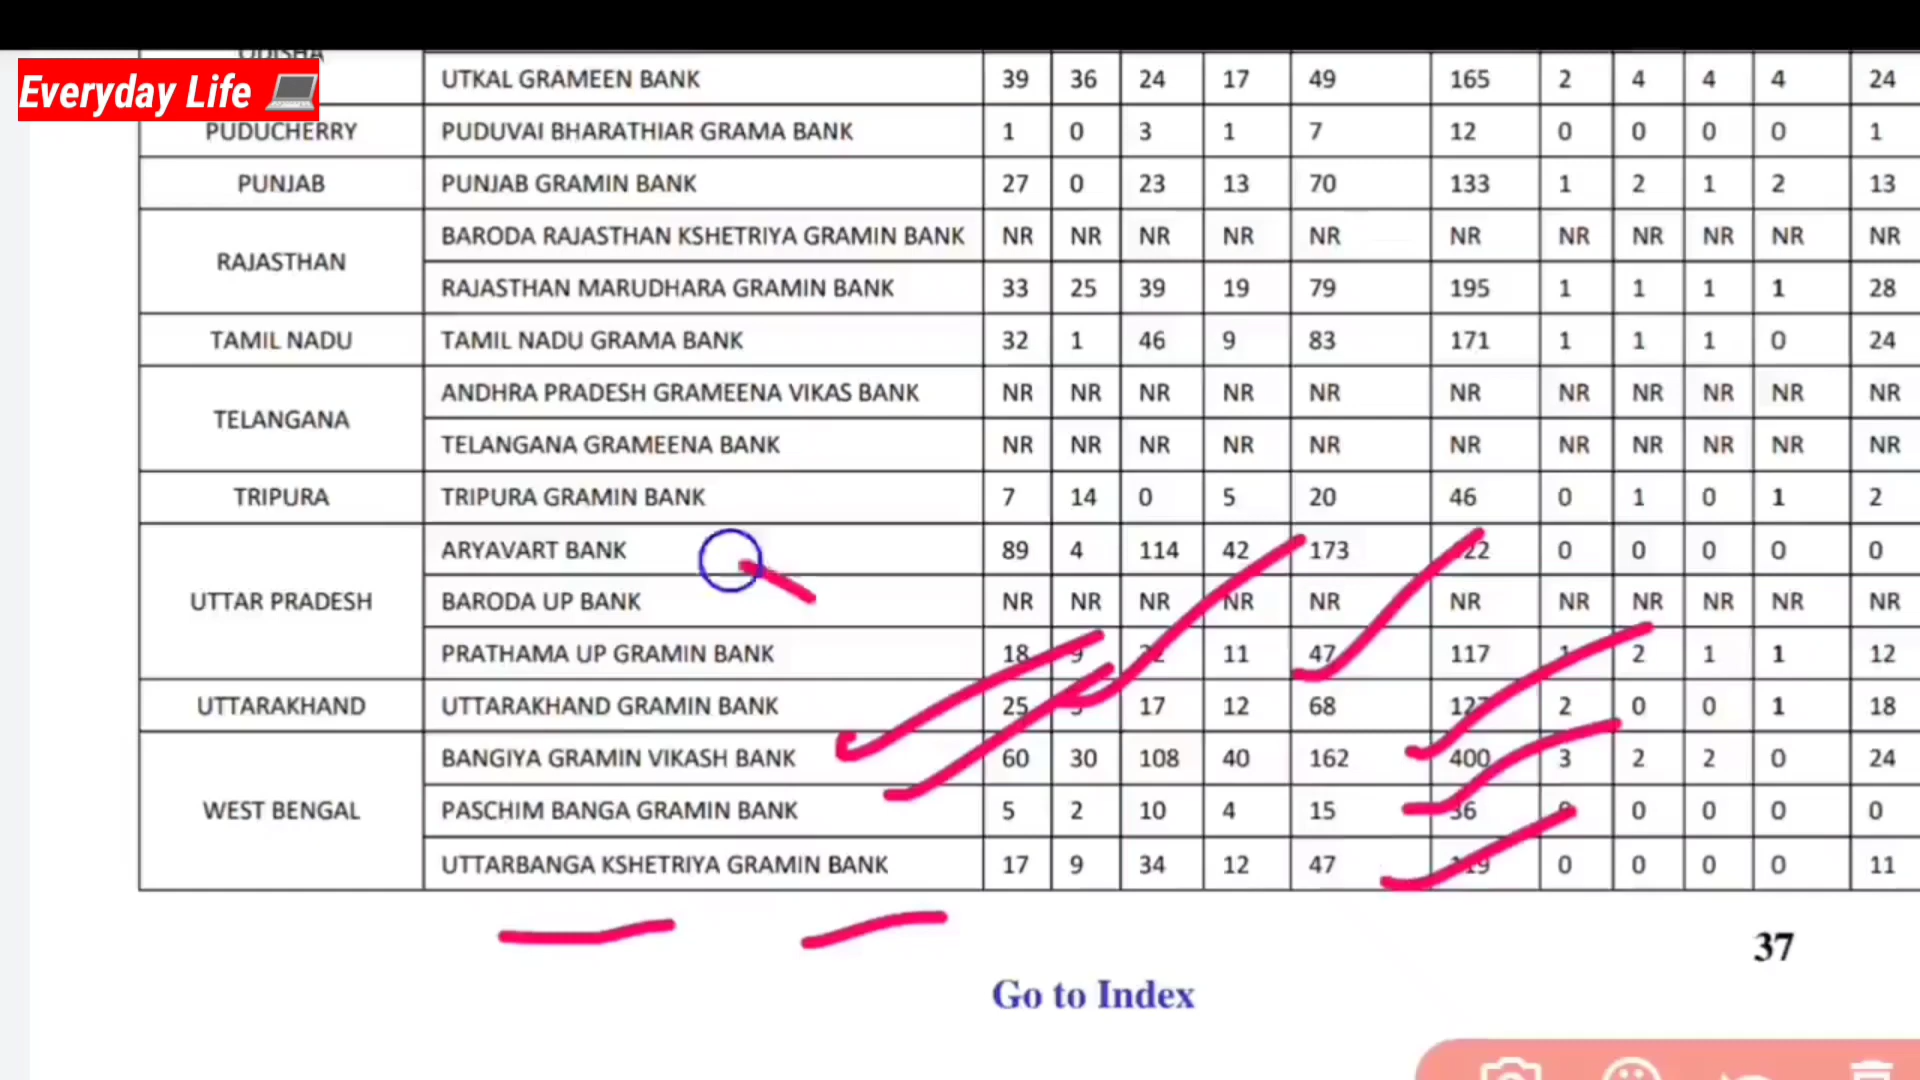 ODISHA
Everyday Life
UTKAL GRAMEEN BANK 39 36 24 17 49 165 2 4 4 4 24
PUDUCHERRY PUDUVAI BHARATHIAR GRAMA BANK 1 0 3 1 7 12 0 0 0 0 1
PUNJAB PUNJAB GRAMIN BANK 27 0 23 13 70 133 1 2 1 2 13
RAJASTHAN
BARODA RAJASTHAN KSHETRIYA GRAMIN BANK NR NR NR NR NR NR NR NR NR NR NR
RAJASTHAN MARUDHARA GRAMIN BANK 33 25 39 19 79 195 1 1 1 1 28
TAMIL NADU TAMIL NADU GRAMA BANK 32 1 46 9 83 171 1 1 1 0 24
TELANGANA
ANDHRA PRADESH GRAMEENA VIKAS BANK NR NR NR NR NR NR NR NR NR NR NR
TELANGANA GRAMEENA BANK NR NR NR NR NR NR NR NR NR NR NR
TRIPURA TRIPURA GRAMIN BANK 7 14 0 5 20 46 0 1 0 1 2
UTTAR PRADESH
ARYAVART BANK 89 4 114 42 173 0 0 0 0 0
BARODA UP BANK NR NR NR NR NR NR NR NR NR NR NR
PRATHAMA UP GRAMIN BANK 18 9 11 47 117 1 2 1 1 12
UTTARAKHAND UTTARAKHAND GRAMIN BANK 25 17 12 68 127 2 0 0 1 18
WEST BENGAL
BANGIYA GRAMIN VIKASH BANK 60 30 108 40 162 400 3 2 2 0 24
PASCHIM BANGA GRAMIN BANK 5 2 10 4 15 36 0 0 0 0
UTTARBANGA KSHETRIYA GRAMIN BANK 17 9 34 12 47 119 0 0 0 0 11
37
Go to Index